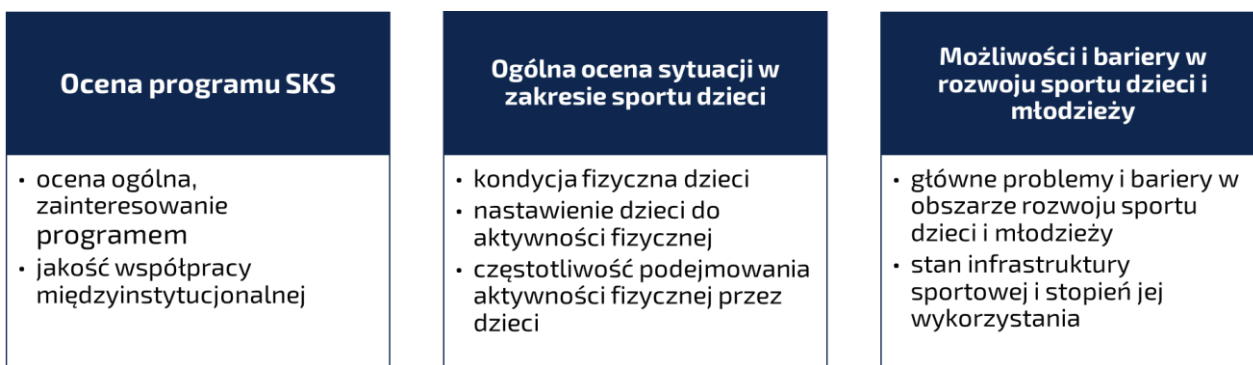 Ocena programu SKS
• ocena ogólna,
zainteresowanie
programem
• jakość współpracy
międzyinstytucjonalnej
Ogólna ocena sytuacji w
zakresie sportu dzieci
• kondycja fizyczna dzieci
• nastawienie dzieci do
aktywności fizycznej
• częstotliwość podejmowania
aktywności fizycznej przez
dzieci
Możliwości i bariery w
rozwoju sportu dzieci i
młodzieży
• główne problemy i bariery w
obszarze rozwoju sportu
dzieci i młodzieży
• stan infrastruktury
sportowej i stopień jej
wykorzystania